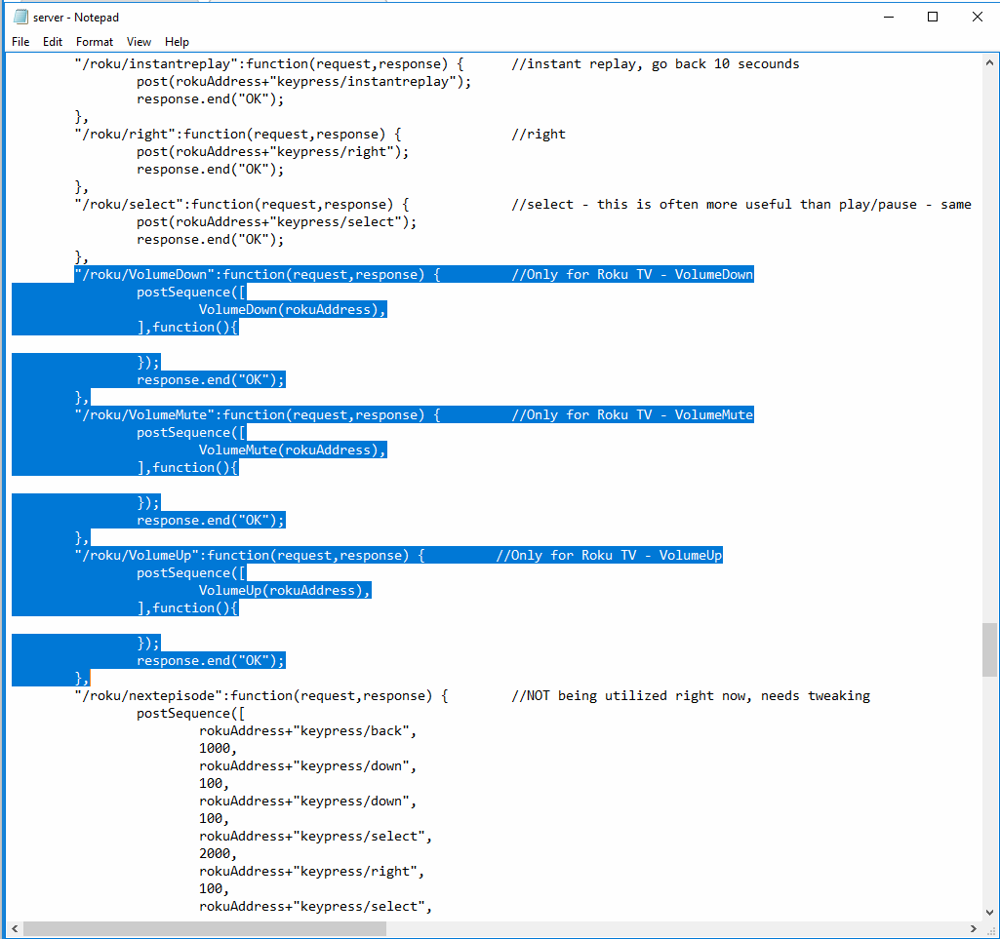 server - Notepad
File Edit Format View Help
"/roku/instantreplay":function(request,response) { //instant replay, go back 10 secounds
post(rokuAddress+"keypress/instantreplay");
response.end("OK");
},
"/roku/right":function(request,response) { //right
post(rokuAddress+"keypress/right");
response.end("OK");
},
"/roku/select":function(request,response) { //select - this is often more useful than play/pause - same
post(rokuAddress+"keypress/select");
response.end("OK");
},
"/roku/VolumeDown":function(request,response) { //Only for Roku TV - VolumeDown
postSequence([
VolumeDown(rokuAddress),
],function(){
});
response.end("OK");
},
"/roku/VolumeMute":function(request,response) { //Only for Roku TV - VolumeMute
postSequence([
VolumeMute(rokuAddress),
],function(){
});
response.end("OK");
},
"/roku/VolumeUp":function(request,response) { //Only for Roku TV - VolumeUp
postSequence([
VolumeUp(rokuAddress),
],function(){
});
response.end("OK");
},
"/roku/nextepisode":function(request,response) { //NOT being utilized right now, needs tweaking
postSequence([
rokuAddress+"keypress/back",
1000,
rokuAddress+"keypress/down",
100,
rokuAddress+"keypress/down",
100,
rokuAddress+"keypress/select",
2000,
rokuAddress+"keypress/right",
100,
rokuAddress+"keypress/select",